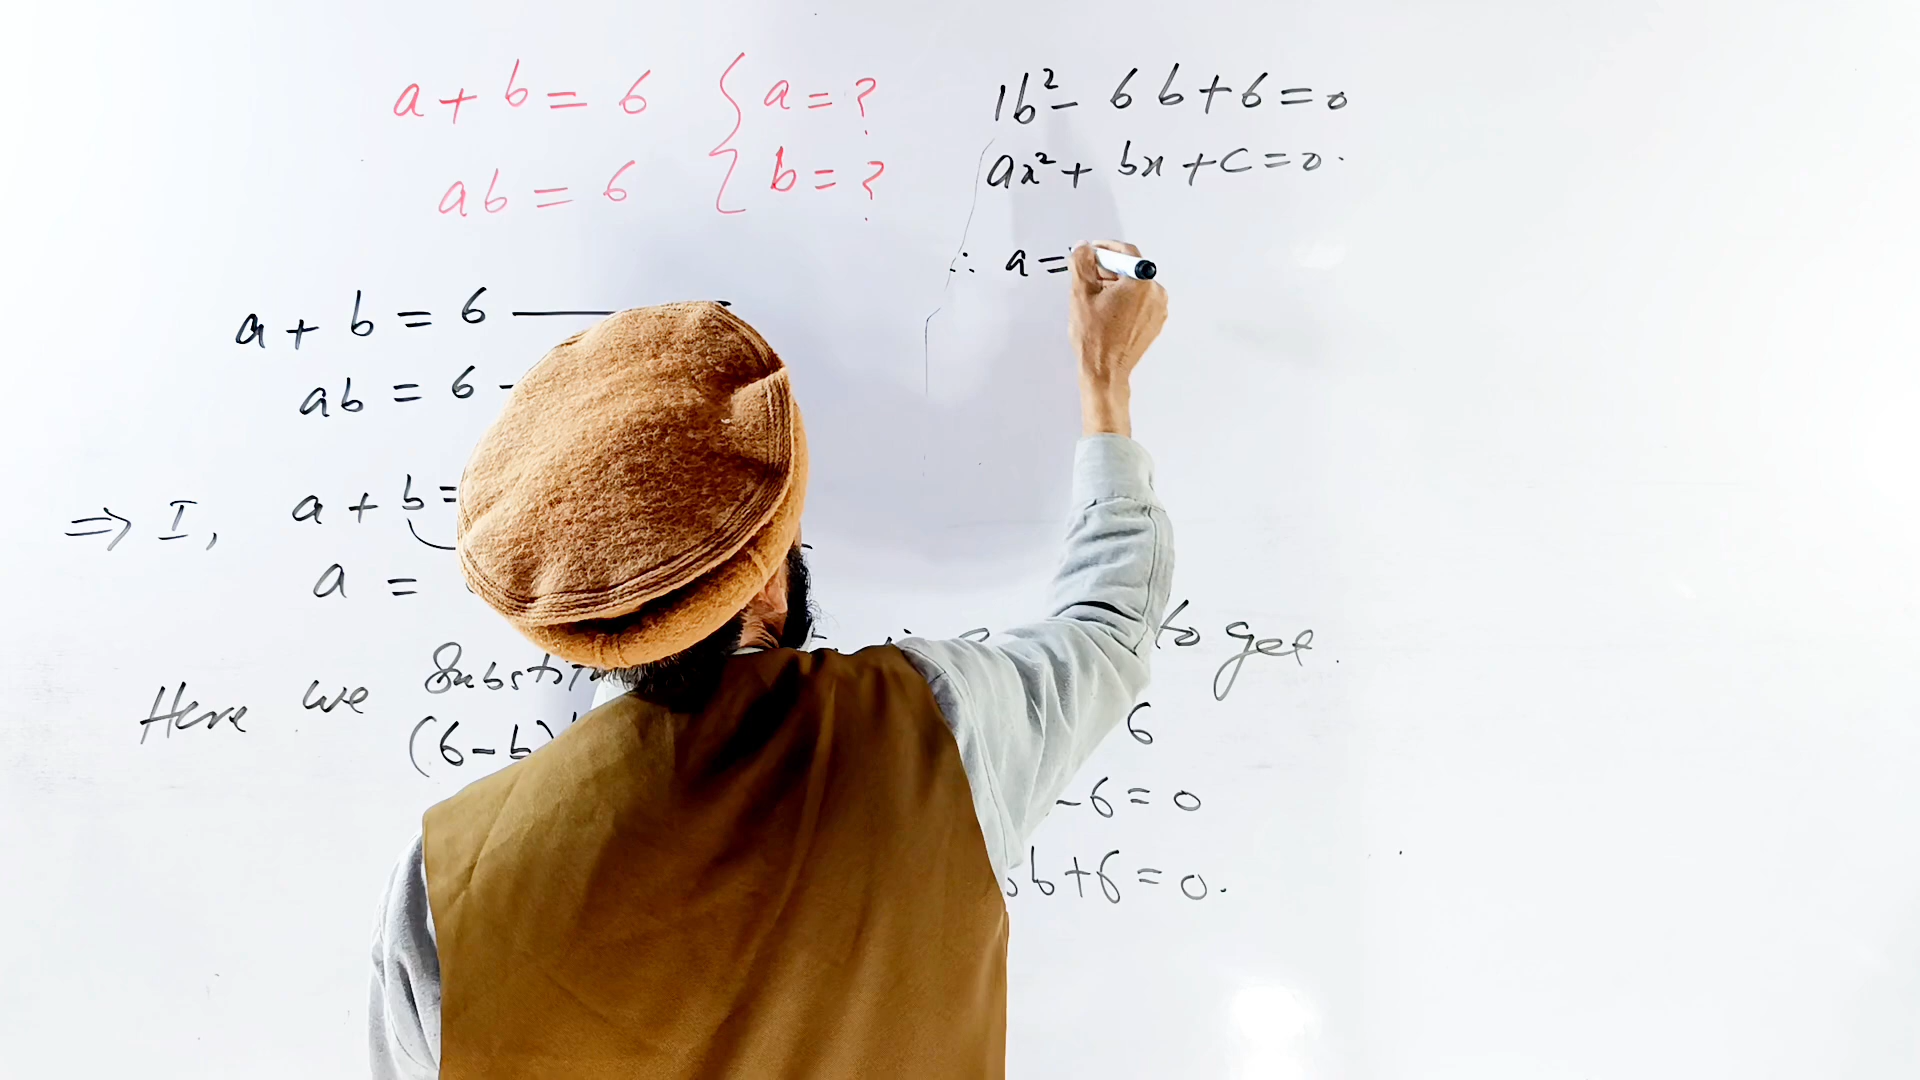 a + b = 6 { a = ?
ab = 6 { b = ?
a + b = 6
ab = 6 -
⇒ I, a + b =
a =
Here we to get.
(6-b) 6
-6 = 0
b+6 = 0.
1b² - 6b + 6 = 0
ax² + bx + c = 0.
∴ a =